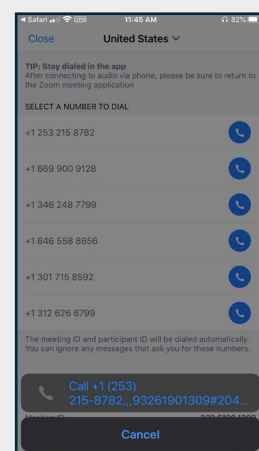 Safari 11:45 AM 82%
Close United States
TIP: Stay dialed in the app
After connecting to audio via phone, please be sure to return to
the Zoom meeting application
SELECT A NUMBER TO DIAL
+1 253 215 8782
+1 669 900 9128
+1 346 248 7799
+1 646 558 8656
+1 301 715 8592
+1 312 626 6799
The meeting ID and participant ID will be dialed automatically.
You can ignore any messages that ask you for these numbers.
Call +1 (253)
215-8782,,,93261901309#204...
Cancel